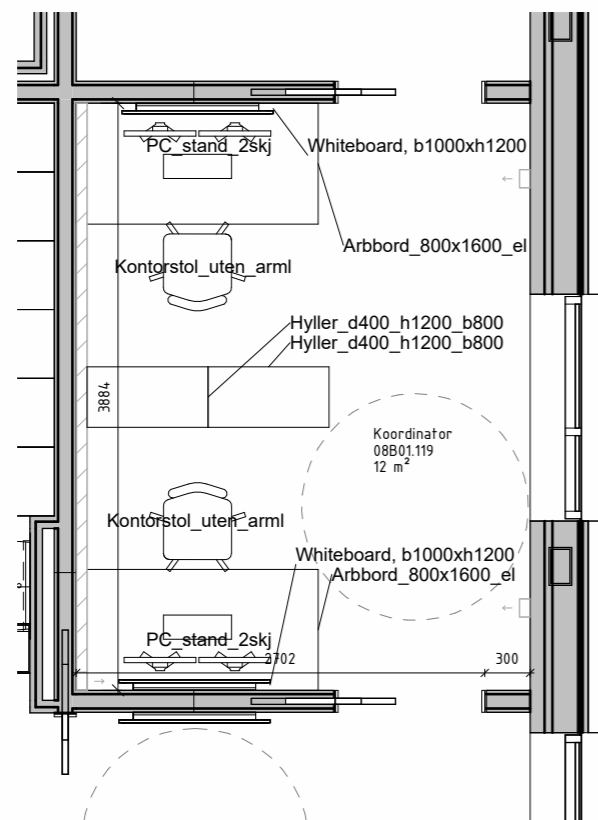 PC_stand_2skj
Whiteboard, b1000xh1200
Arbbord_800x1600_el
Kontorstol_uten_arml
Hyller_d400_h1200_b800
Hyller_d400_h1200_b800
3884
Koordinator
08B01.119
12 m²
Kontorstol_uten_arml
Whiteboard, b1000xh1200
Arbbord_800x1600_el
PC_stand_2skj
2702
300